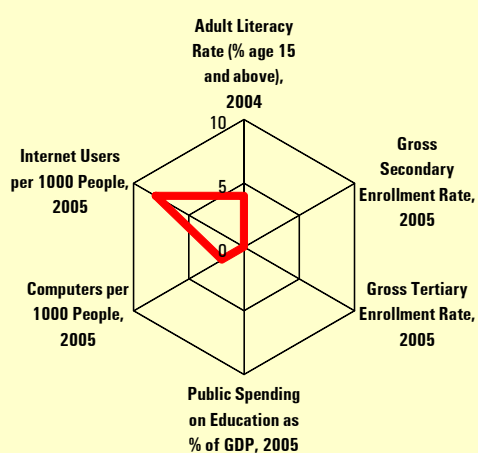 Adult Literacy
Rate (% age 15
and above),
2004
10
Gross
Secondary
Enrollment Rate,
2005
Internet Users
per 1000 People,
2005
5
0
Computers per
1000 People,
2005
Gross Tertiary
Enrollment Rate,
2005
Public Spending
on Education as
% of GDP, 2005